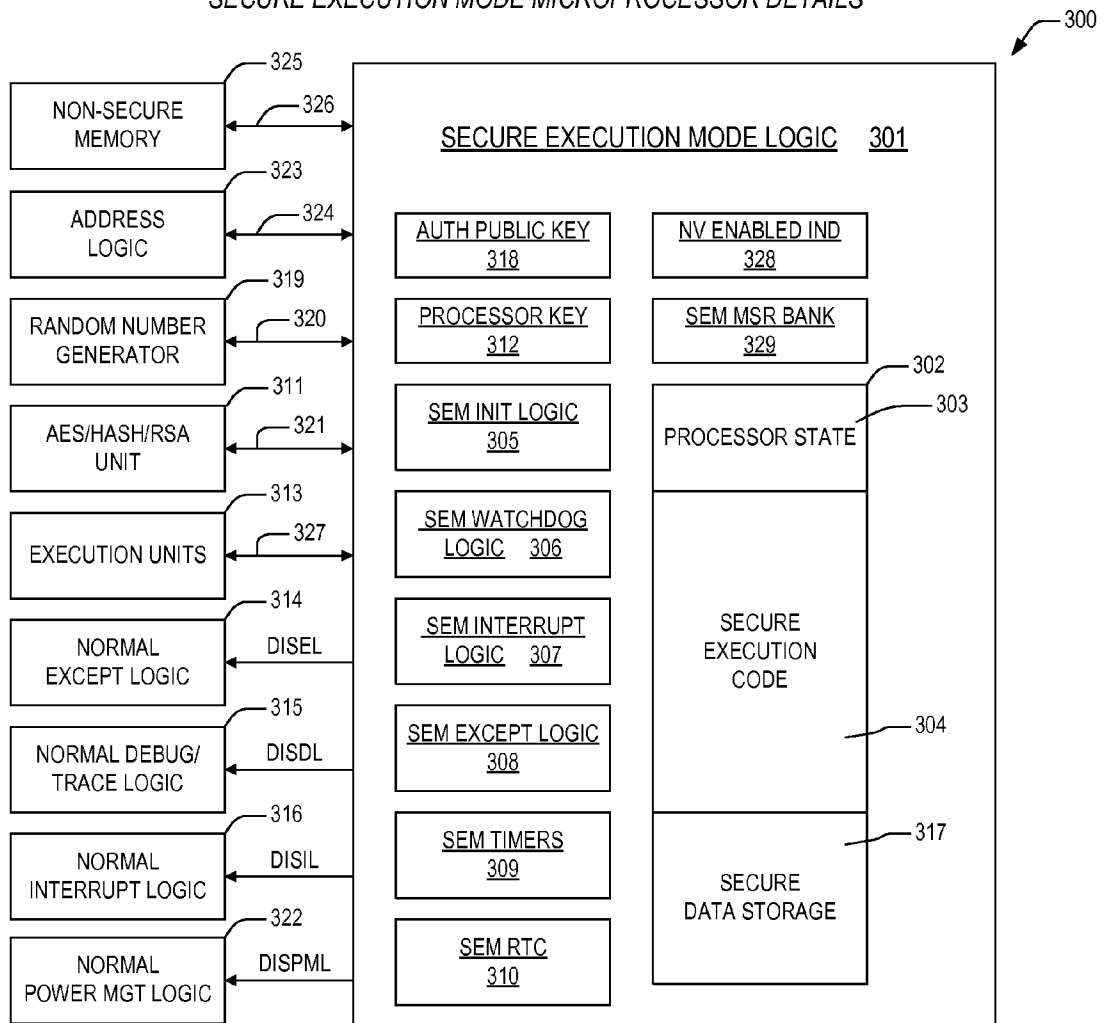 SECURE EXECUTION MODE MICROPROCESSOR DETAILS
300
325
NON-SECURE
MEMORY
326
323
ADDRESS
LOGIC
324
319
RANDOM NUMBER
GENERATOR
320
311
AES/HASH/RSA
UNIT
321
313
EXECUTION UNITS
327
314
NORMAL
EXCEPT LOGIC
DISEL
315
NORMAL DEBUG/
TRACE LOGIC
DISDL
316
NORMAL
INTERRUPT LOGIC
DISIL
322
NORMAL
POWER MGT LOGIC
DISPML
SECURE EXECUTION MODE LOGIC 301
AUTH PUBLIC KEY
318
PROCESSOR KEY
312
SEM INIT LOGIC
305
SEM WATCHDOG
LOGIC 306
SEM INTERRUPT
LOGIC 307
SEM EXCEPT LOGIC
308
SEM TIMERS
309
SEM RTC
310
NV ENABLED IND
328
SEM MSR BANK
329
302
303
PROCESSOR STATE
SECURE
EXECUTION
CODE
304
317
SECURE
DATA STORAGE